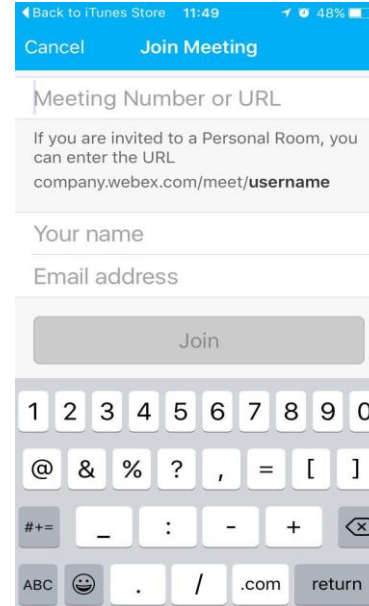 Back to iTunes Store 11:49 48%
Cancel Join Meeting
Meeting Number or URL
If you are invited to a Personal Room, you
can enter the URL
company.webex.com/meet/username
Your name
Email address
Join
1 2 3 4 5 6 7 8 9 0
@ & % ? , = [ ]
#+= _ : - +
ABC . / .com return